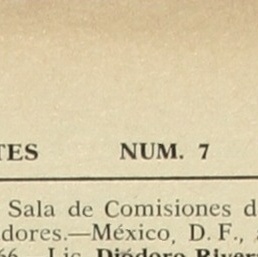 TES NUM. 7
Sala de Comisiones d
dores.—México, D. F.,
66. Lic. Diódoro Rivera